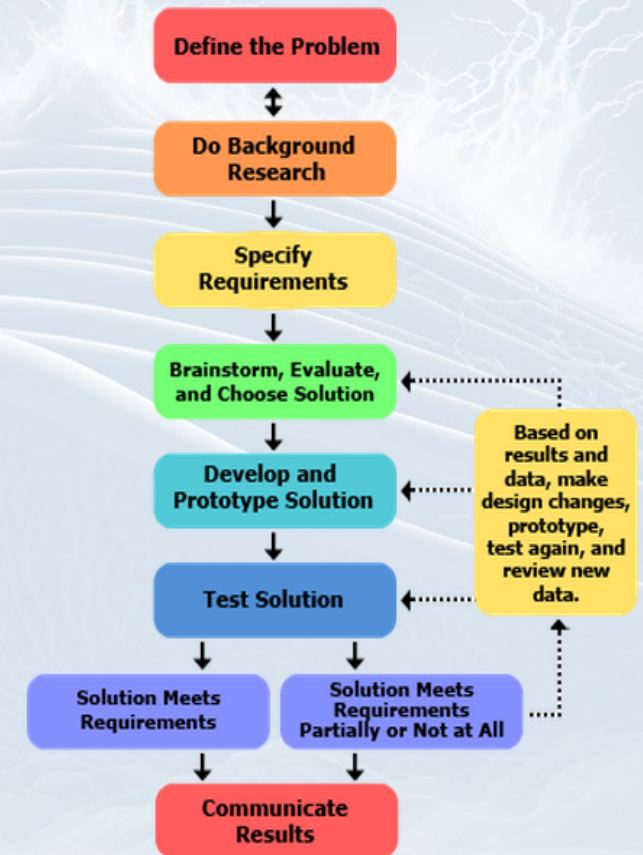 Define the Problem
Do Background
Research
Specify
Requirements
Brainstorm, Evaluate,
and Choose Solution
Develop and
Prototype Solution
Based on
results and
data, make
design changes,
prototype,
test again, and
review new
data.
Test Solution
Solution Meets
Requirements
Solution Meets
Requirements
Partially or Not at All
Communicate
Results